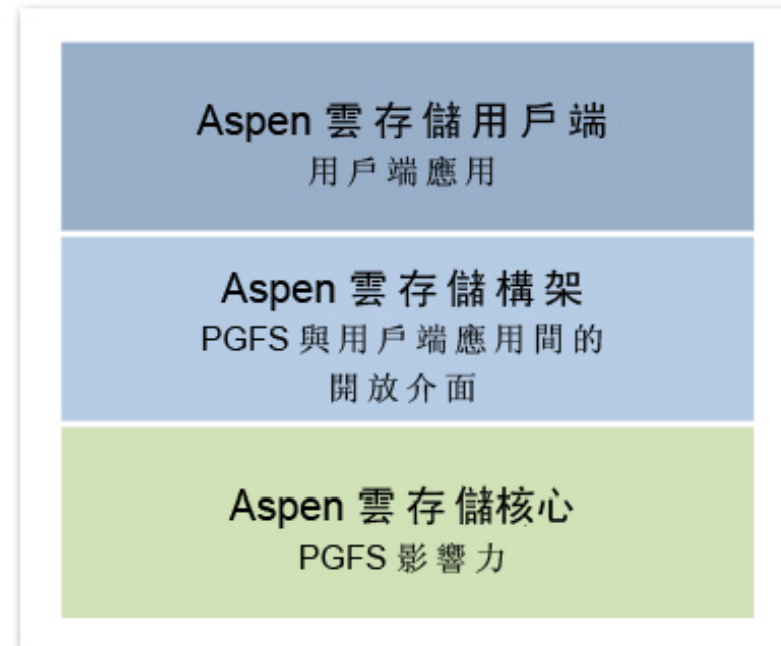 Aspen 雲存儲用戶端
用戶端應用
Aspen 雲存儲構架
PGFS 與用戶端應用間的
開放介面
Aspen 雲存儲核心
PGFS 影響力